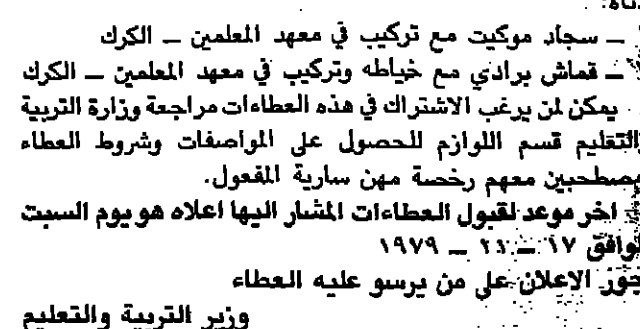 أدناه:
ـ سجاد موكيت مع تركيب في معهد المعلمين ـ الكرك
ـ قماش برادي مع خياطه وتركيب في معهد المعلمين ـ الكرك
يمكن لمن يرغب الاشتراك في هذه العطاءات مراجعة وزارة التربية
والتعليم قسم اللوازم للحصول على المواصفات وشروط العطاء
مصطحبين معهم رخصة مهن سارية المفعول.
اخر موعد لقبول العطاءات المشار اليها اعلاه هو يوم السبت
الموافق ١٧ ـ ـ ١٩٧٩
الاعلان على من يرسو عليه العطاء
وزير التربية والتعليم